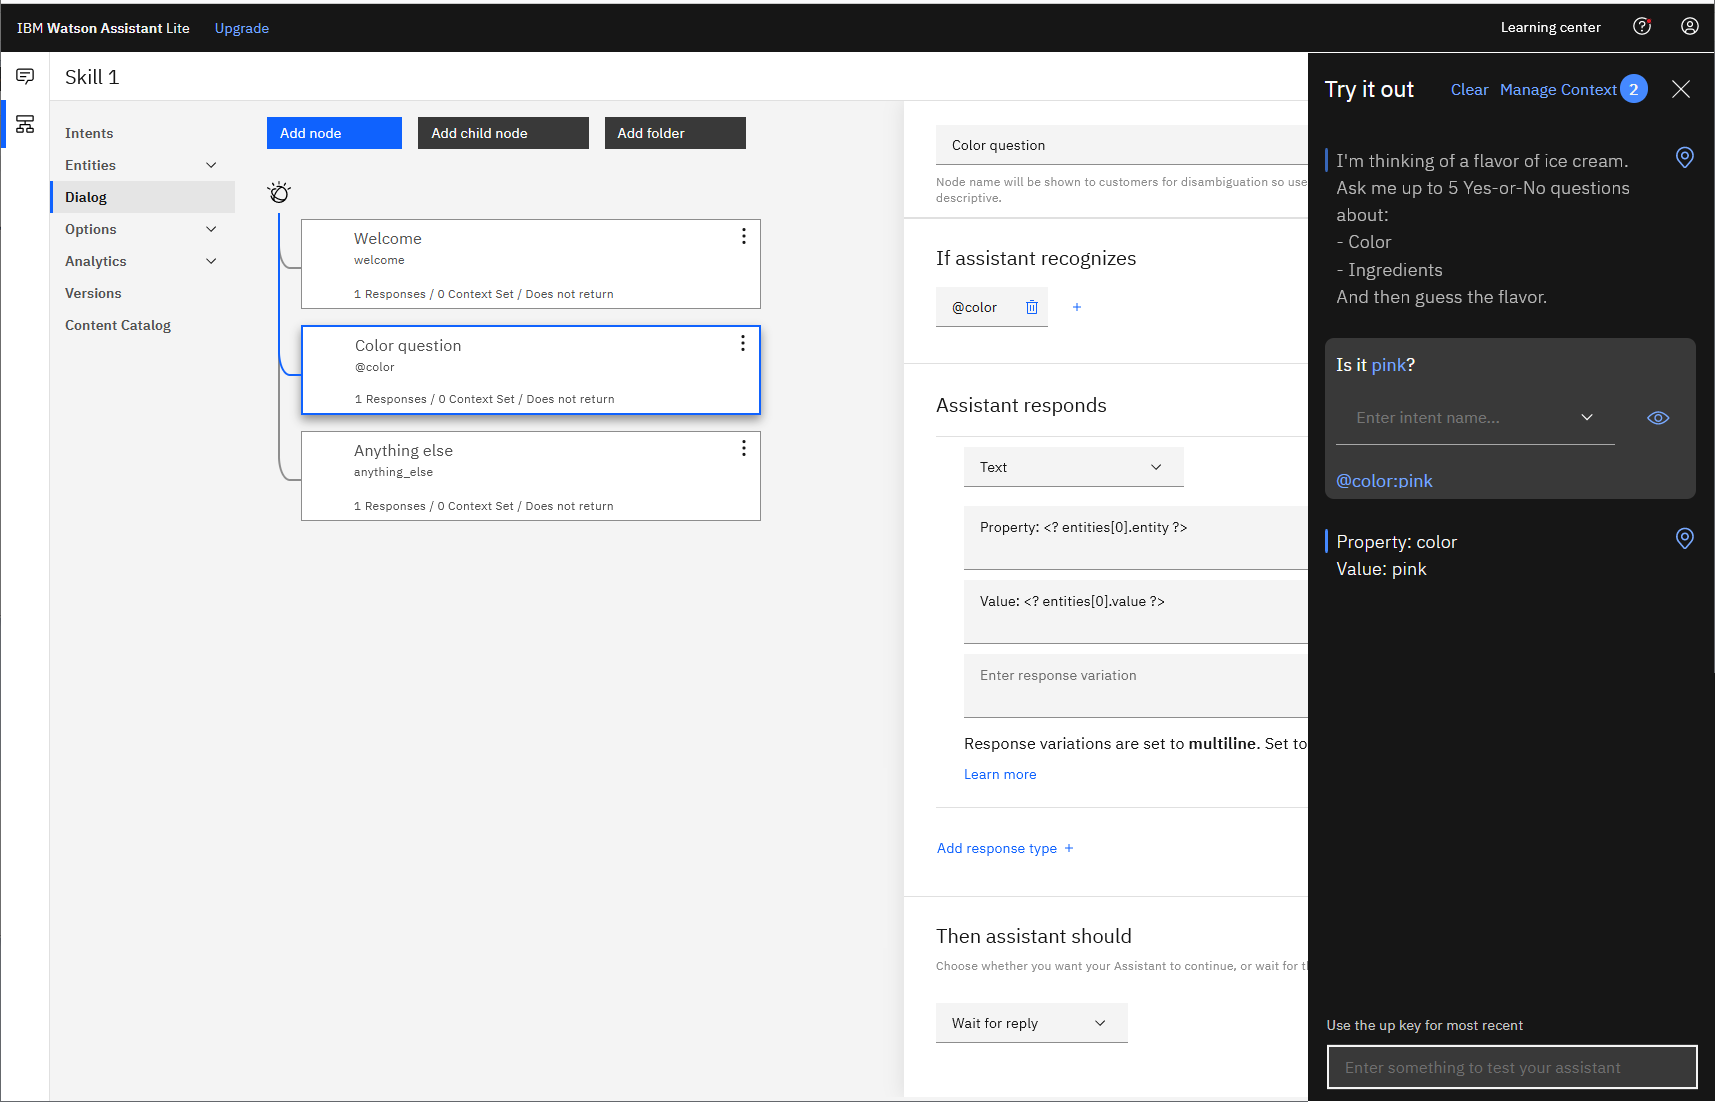 IBM Watson Assistant Lite
Upgrade
Learning center
Skill 1
Intents
Entities
Dialog
Options
Analytics
Versions
Content Catalog
Add node
Add child node
Add folder
Welcome
welcome
1 Responses / 0 Context Set / Does not return
Color question
@color
1 Responses / 0 Context Set / Does not return
Anything else
anything_else
1 Responses / 0 Context Set / Does not return
Color question
Node name will be shown to customers for disambiguation so use
descriptive.
If assistant recognizes
@color
Assistant responds
Text
Property: <? entities[0].entity ?>
Value: <? entities[0].value ?>
Enter response variation
Response variations are set to multiline. Set to
Learn more
Add response type +
Then assistant should
Choose whether you want your Assistant to continue, or wait for
Wait for reply
Try it out
Clear
Manage Context 2
I'm thinking of a flavor of ice cream.
Ask me up to 5 Yes-or-No questions
about:
- Color
- Ingredients
And then guess the flavor.
Is it pink?
Enter intent name...
@color:pink
Property: color
Value: pink
Use the up key for most recent
Enter something to test your assistant